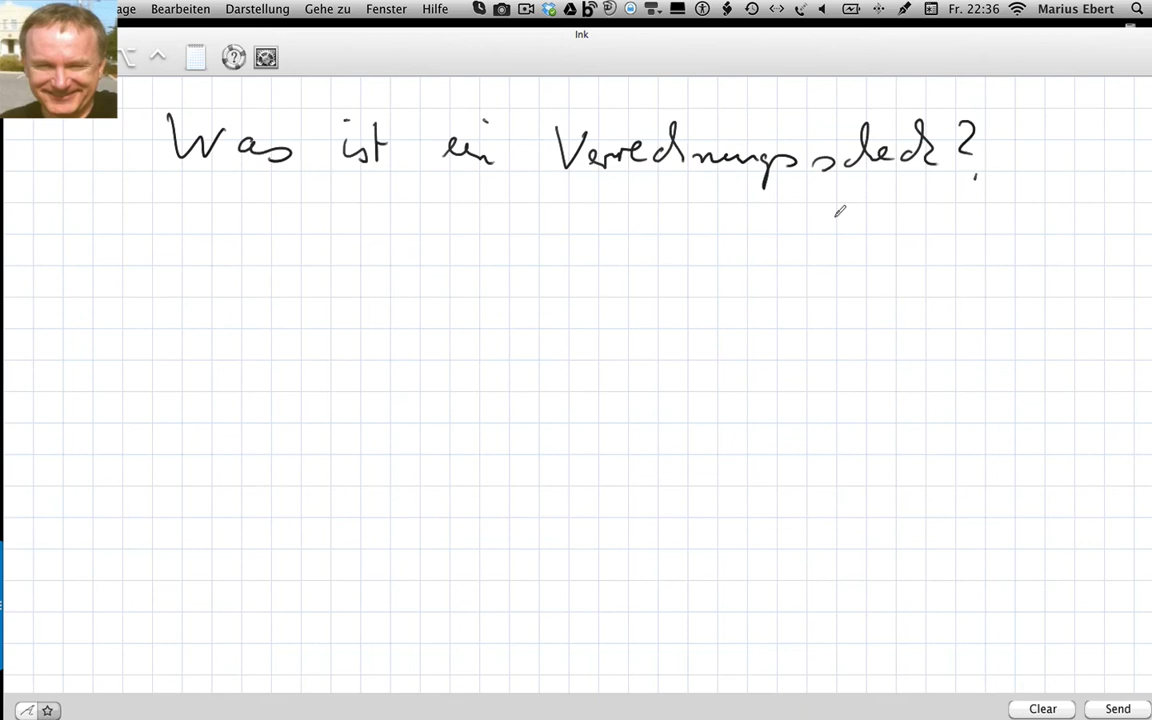 age Bearbeiten Darstellung Gehe zu Fenster Hilfe Fr. 22:36 Marius Ebert
Ink
Was ist ein Verrechnungsscheck?
Clear Send